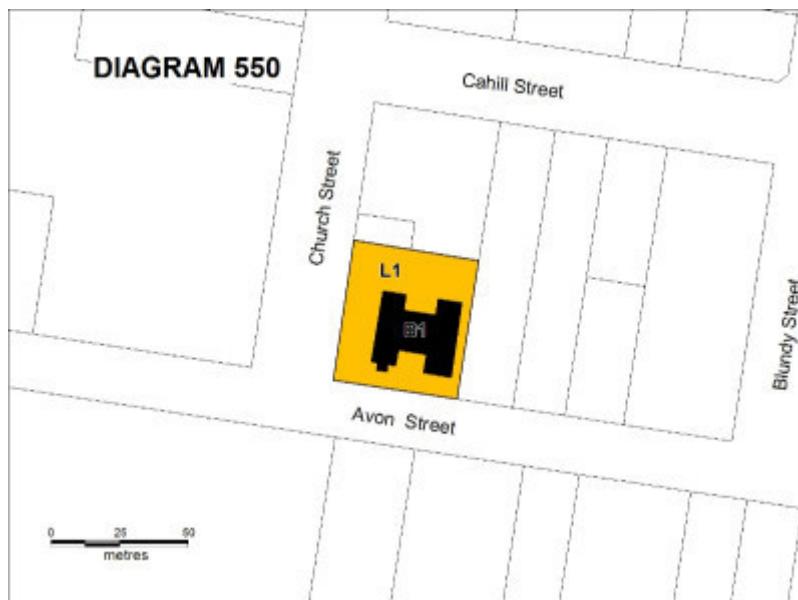 DIAGRAM 550
Cahill Street
Church Street
L1
B1
Blundy Street
Avon Street
0 25 50
metres